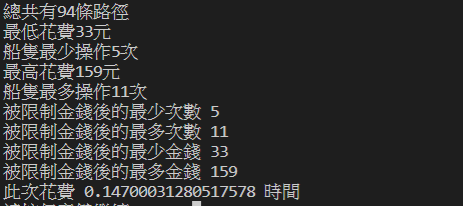 總共有94條路徑
最低花費33元
船隻最少操作5次
最高花費159元
船隻最多操作11次
被限制金錢後的最少次數 5
被限制金錢後的最多次數 11
被限制金錢後的最少金錢 33
被限制金錢後的最多金錢 159
此次花費 0.14700031280517578 時間